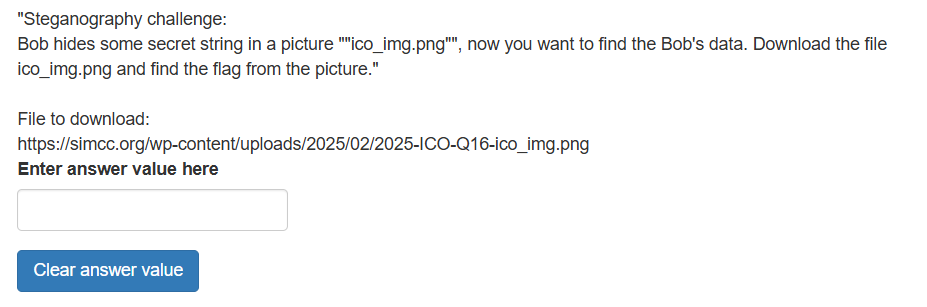 "Steganography challenge:
Bob hides some secret string in a picture ""ico_img.png"", now you want to find the Bob's data. Download the file
ico_img.png and find the flag from the picture."
File to download:
https://simcc.org/wp-content/uploads/2025/02/2025-ICO-Q16-ico_img.png
Enter answer value here
Clear answer value